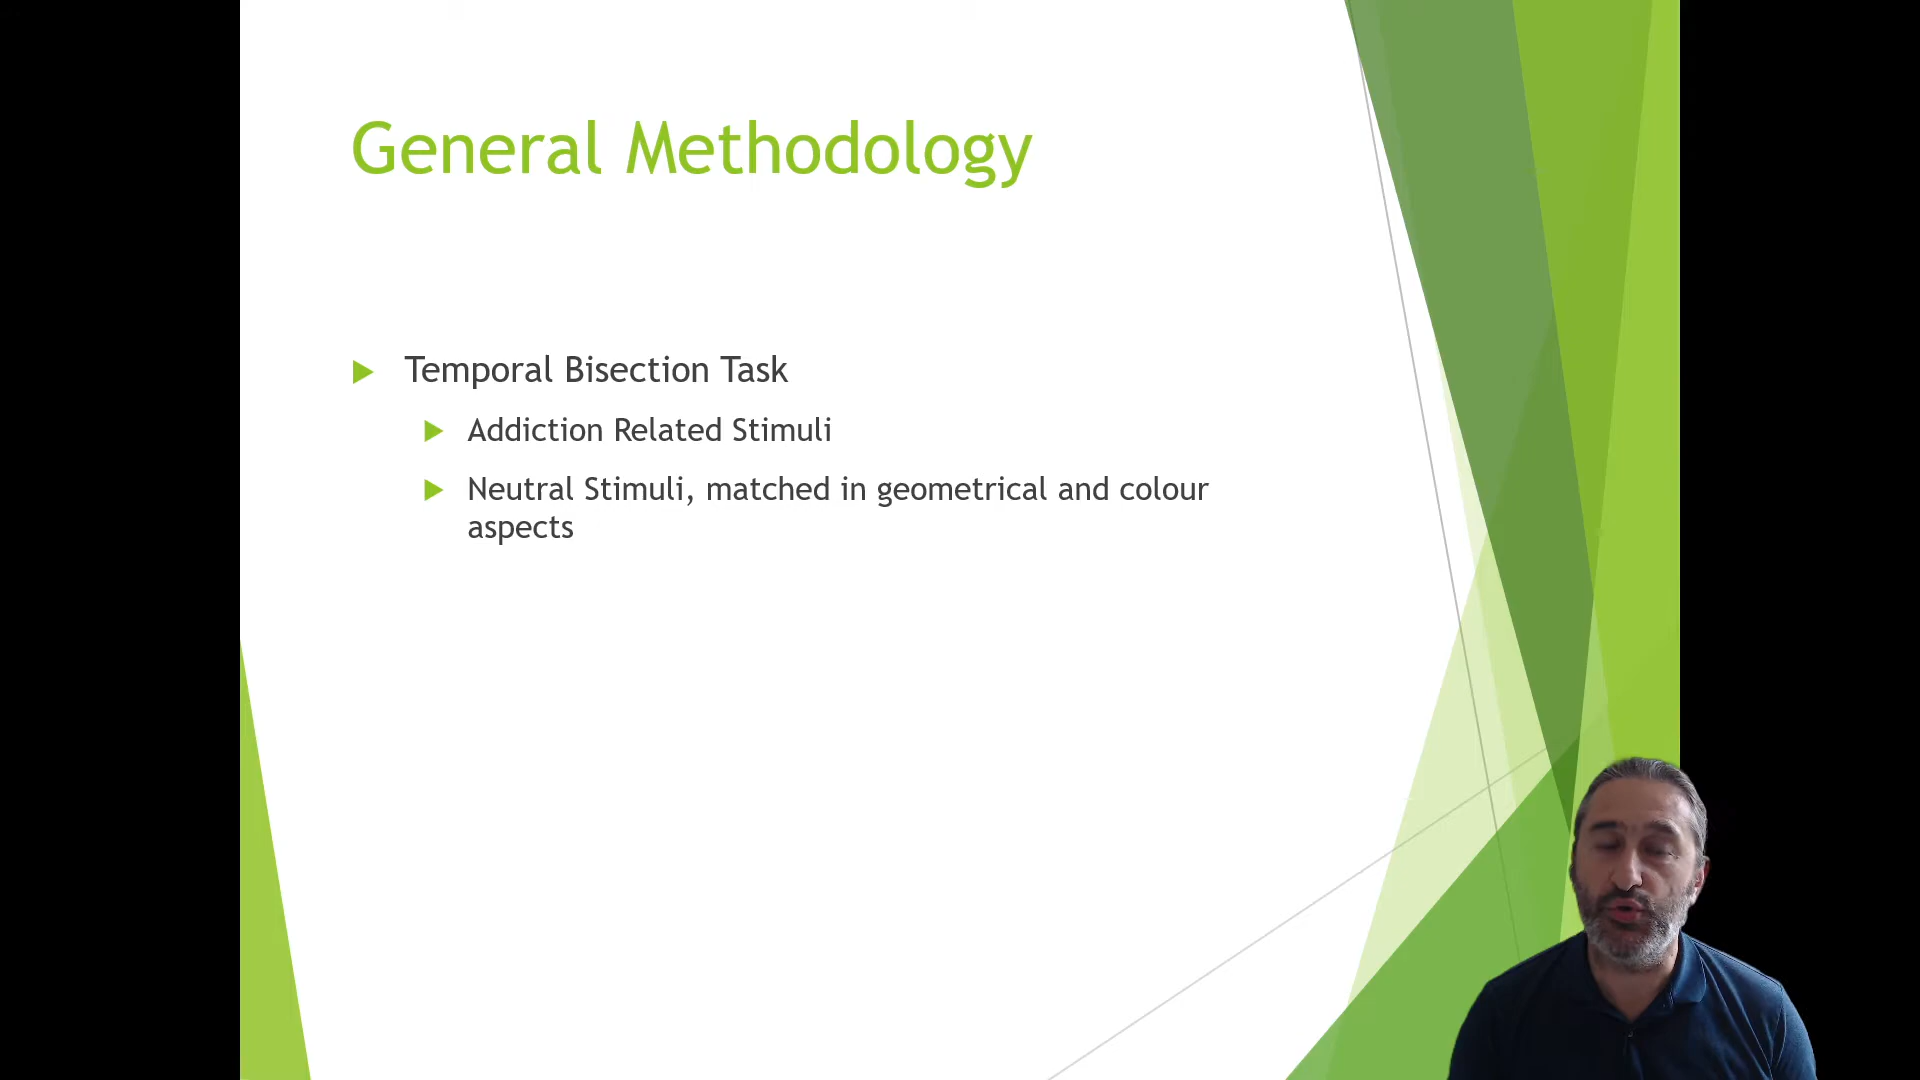 General Methodology
Temporal Bisection Task
Addiction Related Stimuli
Neutral Stimuli, matched in geometrical and colour
aspects